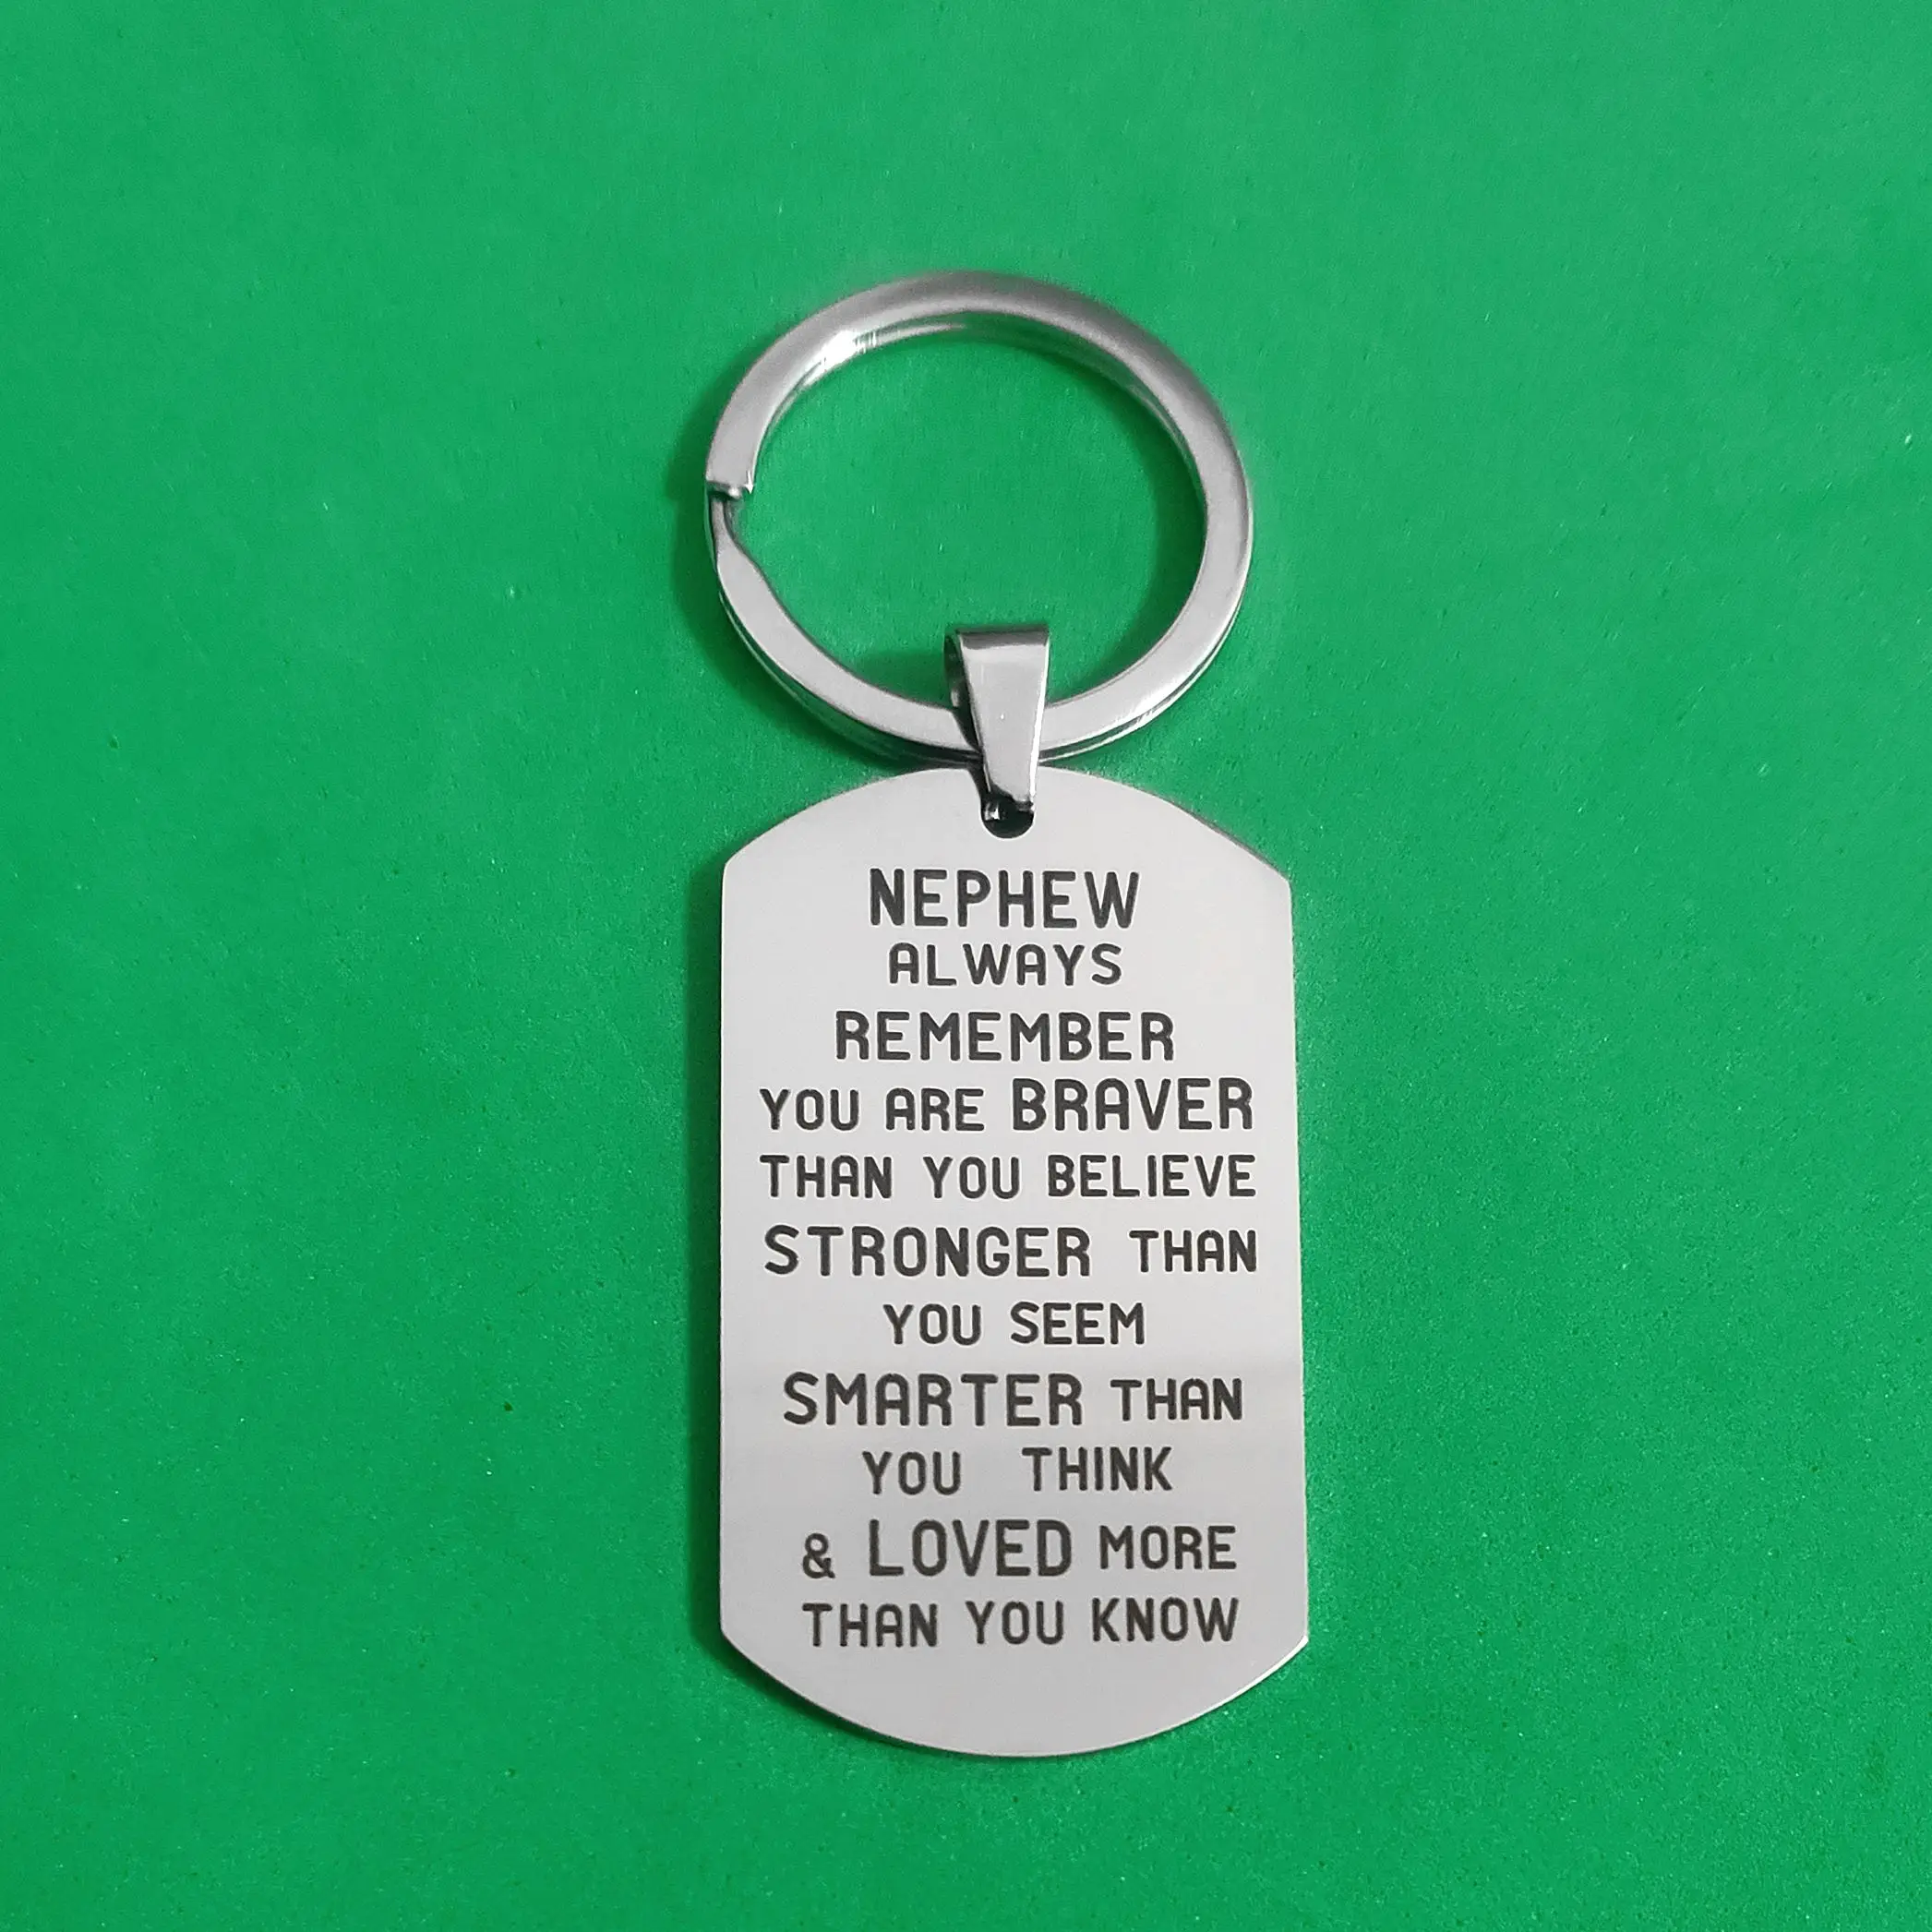 NEPHEW
ALWAYS
REMEMBER
YOU ARE BRAVER
THAN YOU BELIEVE
STRONGER THAN
YOU SEEM
SMARTER THAN
YOU THINK
& LOVED MORE
THAN YOU KNOW